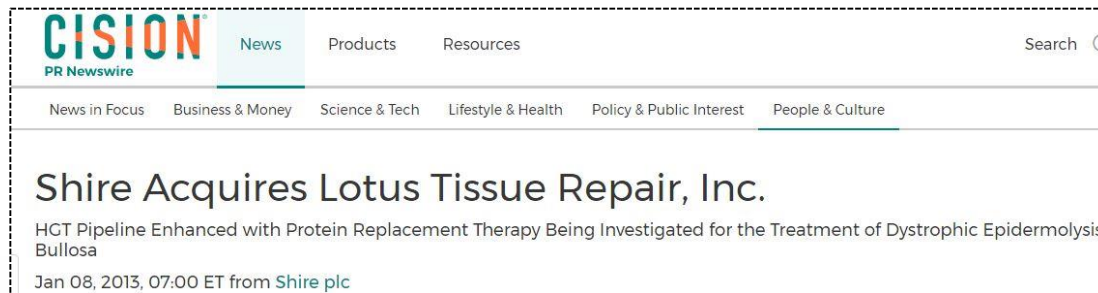 CISION
PR Newswire
News Products Resources Search
News in Focus Business & Money Science & Tech Lifestyle & Health Policy & Public Interest People & Culture
Shire Acquires Lotus Tissue Repair, Inc.
HGT Pipeline Enhanced with Protein Replacement Therapy Being Investigated for the Treatment of Dystrophic Epidermolysis
Bullosa
Jan 08, 2013, 07:00 ET from Shire plc